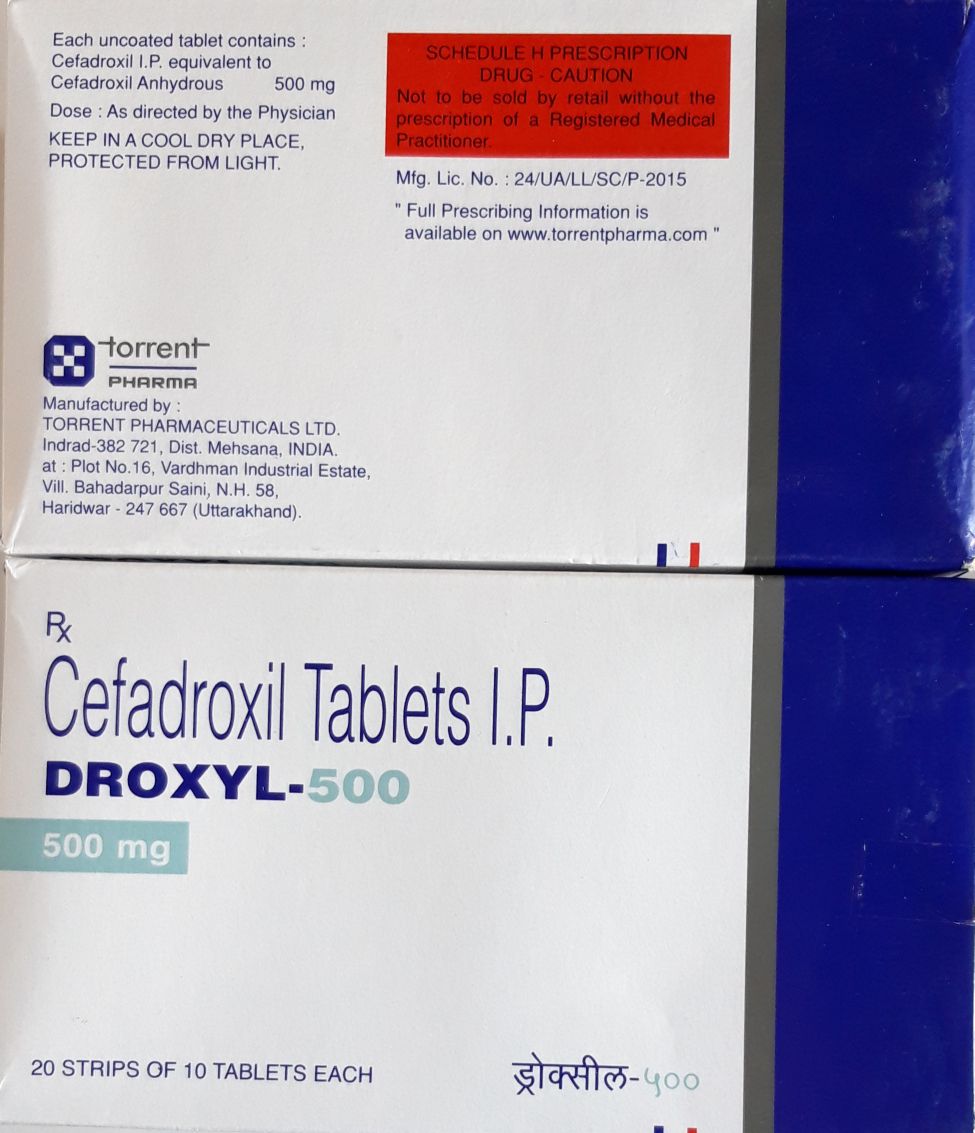 Each uncoated tablet contains :
Cefadroxil I.P. equivalent to
Cefadroxil Anhydrous 500 mg
Dose : As directed by the Physician
KEEP IN A COOL DRY PLACE,
PROTECTED FROM LIGHT.
SCHEDULE H PRESCRIPTION
DRUG - CAUTION
Not to be sold by retail without the
prescription of a Registered Medical
Practitioner.
Mfg. Lic. No. : 24/UA/LL/SC/P-2015
" Full Prescribing Information is
available on www.torrentpharma.com "
torrent
PHARMA
Manufactured by :
TORRENT PHARMACEUTICALS LTD.
Indrad-382 721, Dist. Mehsana, INDIA.
at : Plot No.16, Vardhman Industrial Estate,
Vill. Bahadarpur Saini, N.H. 58,
Haridwar - 247 667 (Uttarakhand).
Rx
Cefadroxil Tablets I.P.
DROXYL-500
500 mg
20 STRIPS OF 10 TABLETS EACH
ड्रोक्सील-५००